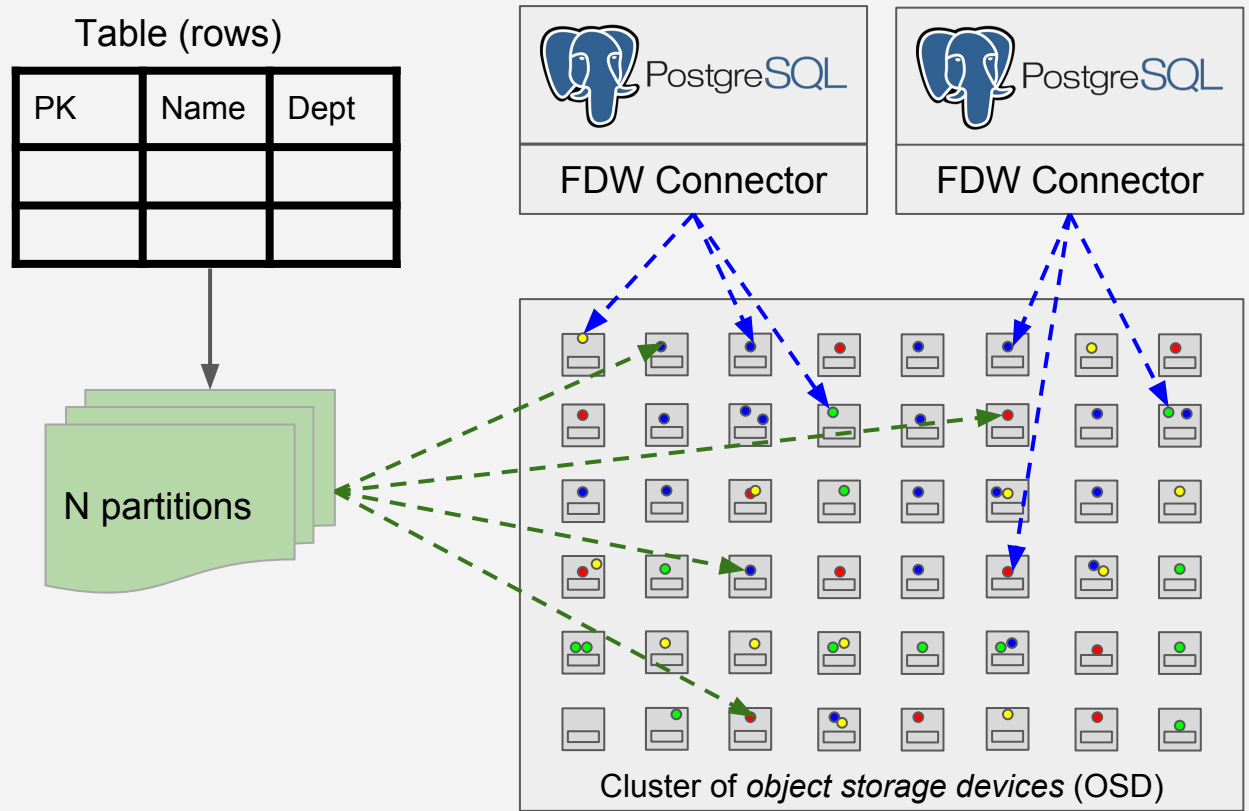 Table (rows)
PK Name Dept
N partitions
PostgreSQL
FDW Connector
PostgreSQL
FDW Connector
Cluster of object storage devices (OSD)